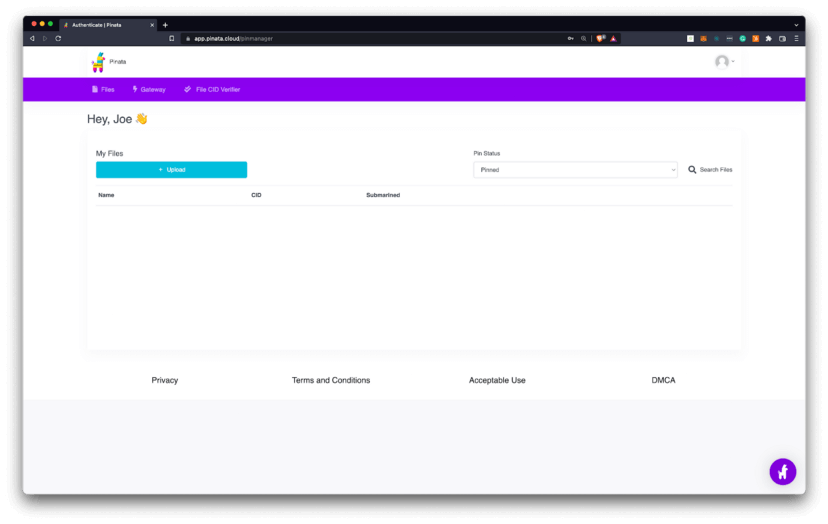 Authenticate | Pinata
app.pinata.cloud/pinmanager
Pinata
Files
Gateway
File CID Verifier
Hey, Joe 👋
My Files
Pin Status
+ Upload
Pinned
Search Files
Name
CID
Submarined
Privacy
Terms and Conditions
Acceptable Use
DMCA